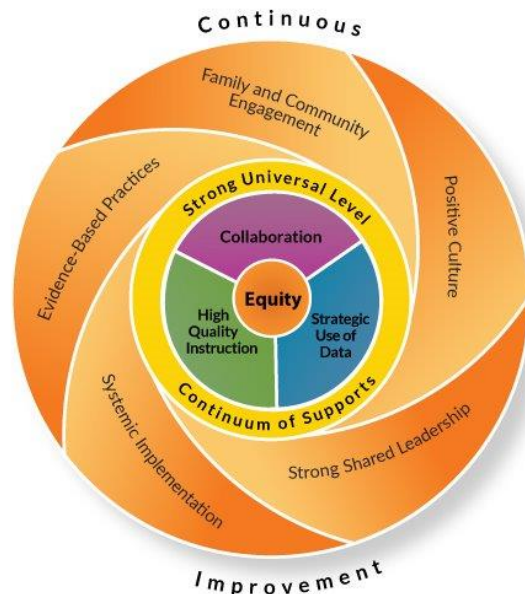 Continuous
Family and Community
Engagement
Positive Culture
Evidence-Based Practices
Strong Universal Level
Collaboration
Equity
High
Quality
Instruction
Strategic
Use of
Data
Continuum of Supports
Systemic Implementation
Strong Shared Leadership
Improvement